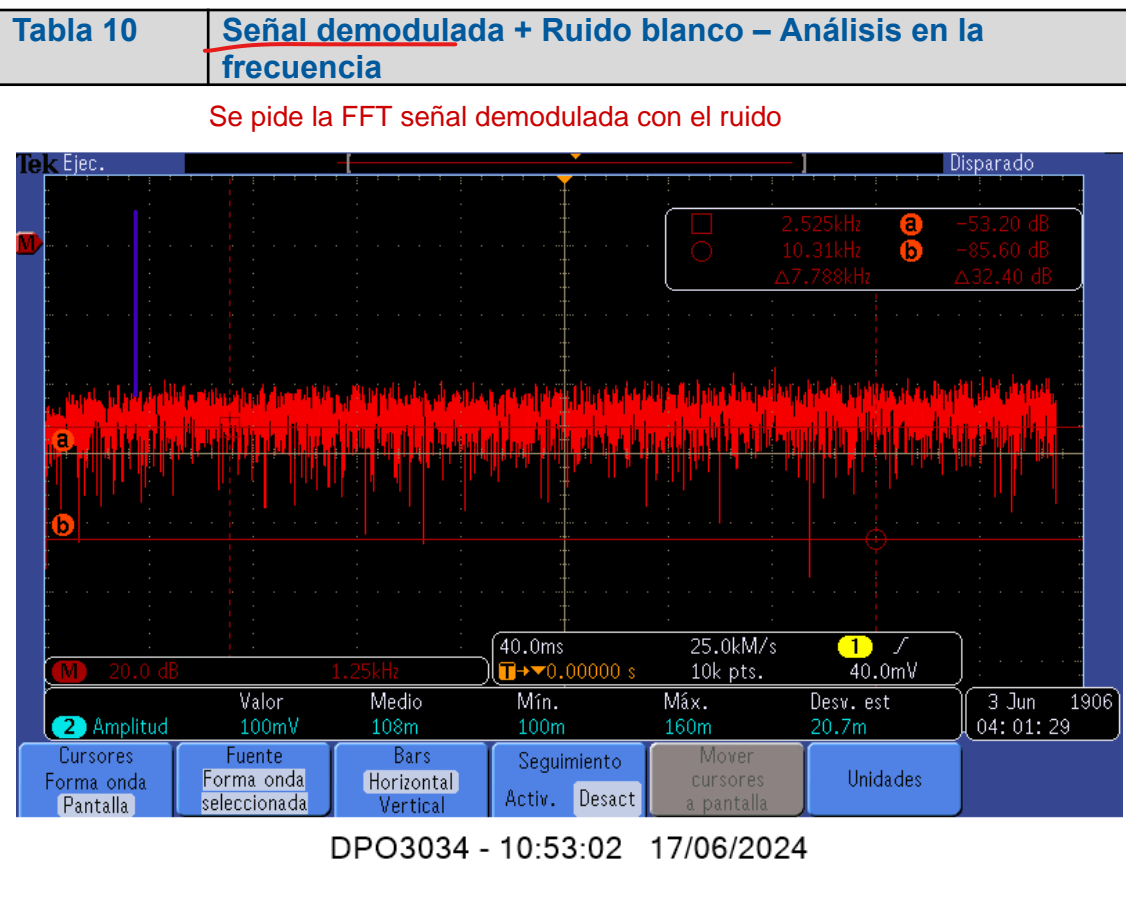 Tabla 10
Señal demodulada + Ruido blanco – Análisis en la
frecuencia
Se pide la FFT señal demodulada con el ruido
Tek Ejec.
Disparado
M
2.525kHz a -53.20 dB
10.31kHz b -85.60 dB
△7.788kHz △32.40 dB
a
b
M 20.0 dB 1.25kHz
40.0ms 25.0kM/s 1
T→▼0.00000 s 10k pts. 40.0mV
Valor Medio Mín. Máx. Desv. est
2 Amplitud 100mV 108m 100m 160m 20.7m
3 Jun 1906
04:01:29
Cursores
Forma onda
Pantalla
Fuente
Forma onda
seleccionada
Bars
Horizontal
Vertical
Seguimiento
Activ. Desact
Mover
cursores
a pantalla
Unidades
DPO3034 - 10:53:02 17/06/2024